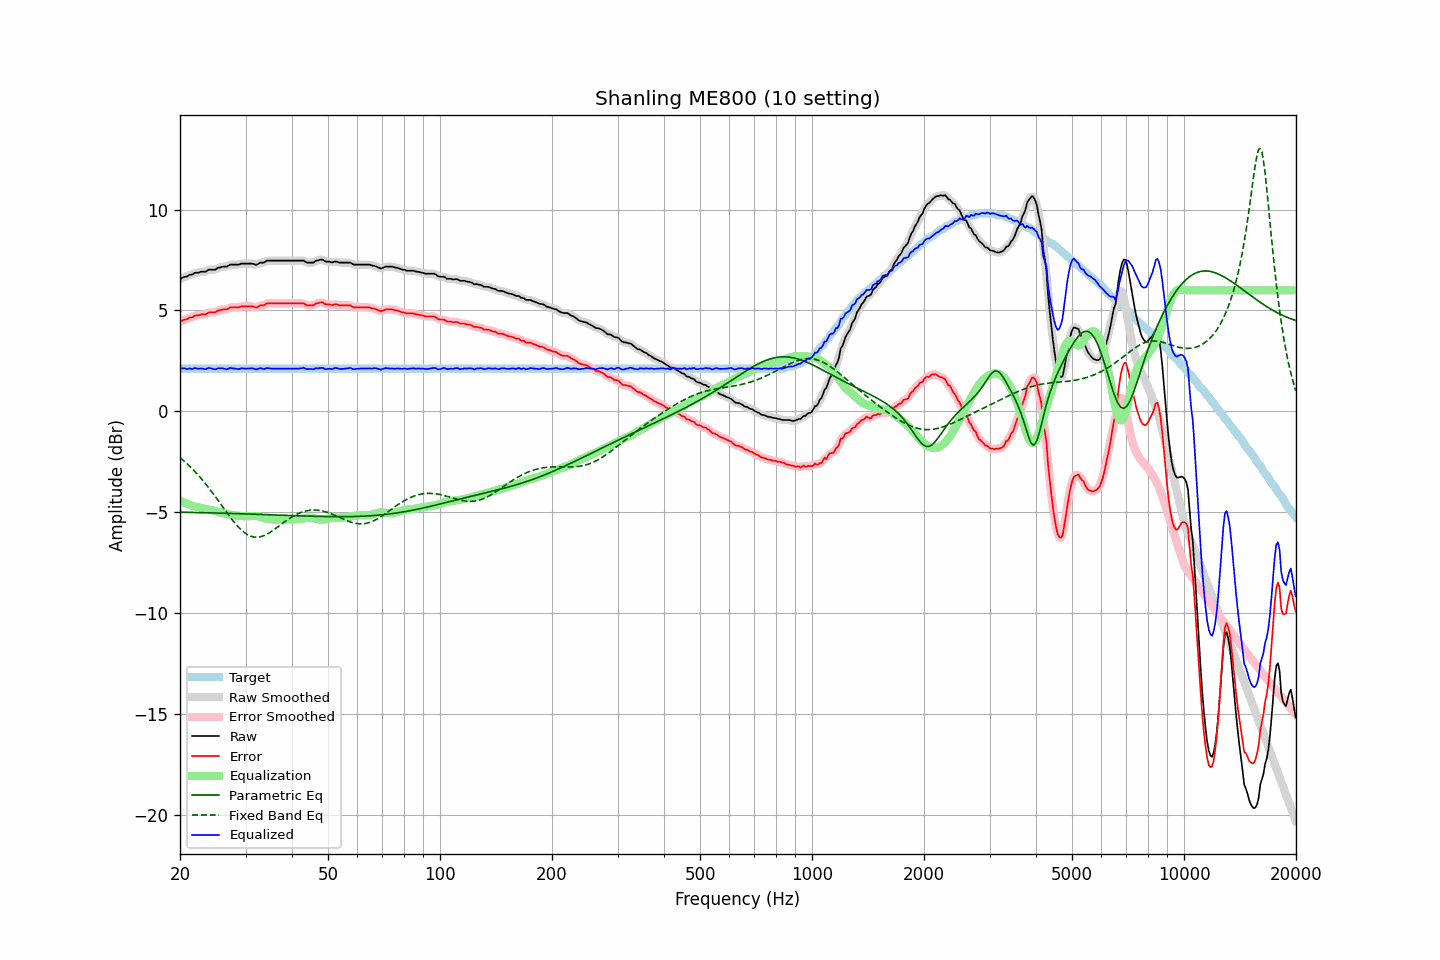 Shanling ME800 (10 setting)
Amplitude (dBr)
10
5
0
−5
−10
−15
−20
Target
Raw Smoothed
Error Smoothed
Raw
Error
Equalization
Parametric Eq
Fixed Band Eq
Equalized
20
50
100
200
500
1000
2000
5000
10000
20000
Frequency (Hz)